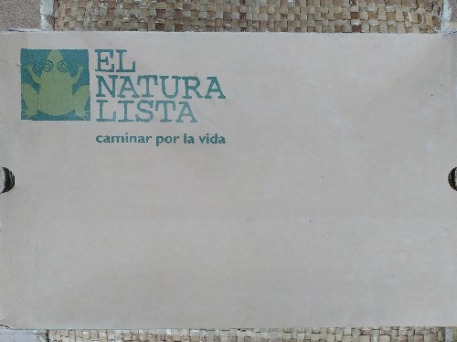 EL
NATURA
LISTA
caminar por la vida